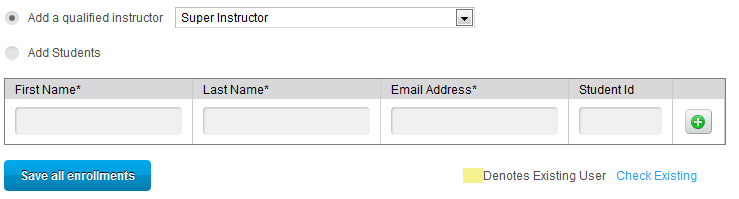 Add a qualified instructor Super Instructor
Add Students
First Name* Last Name* Email Address* Student Id
Save all enrollments Denotes Existing User Check Existing